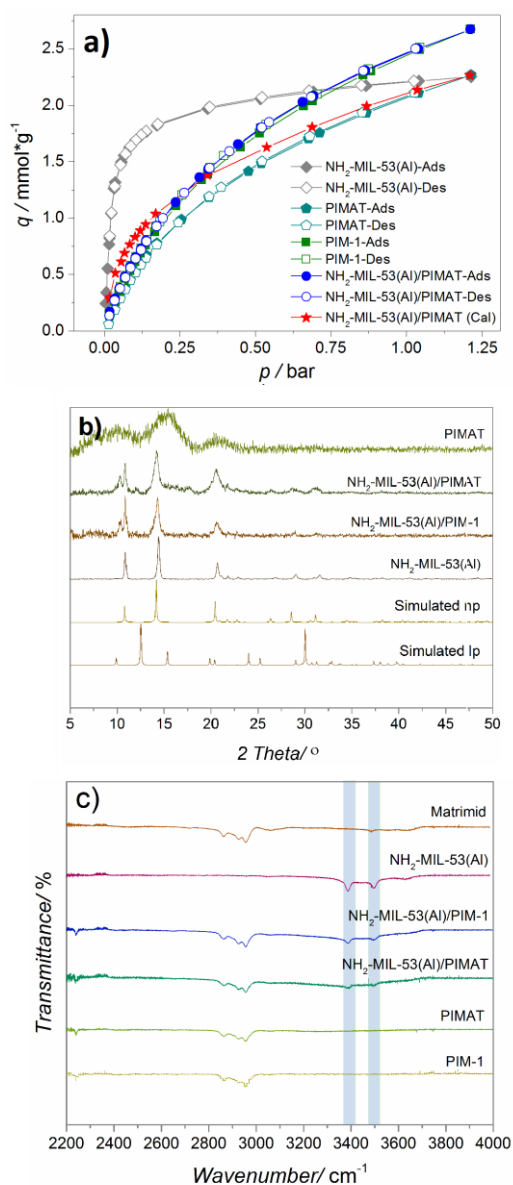 a)
3.0
2.5
2.0
1.5
1.0
0.5
0.0
q / mmol*g⁻¹
NH₂-MIL-53(Al)-Ads
NH₂-MIL-53(Al)-Des
PIMAT-Ads
PIMAT-Des
PIM-1-Ads
PIM-1-Des
NH₂-MIL-53(Al)/PIMAT-Ads
NH₂-MIL-53(Al)/PIMAT-Des
NH₂-MIL-53(Al)/PIMAT (Cal)
0.00 0.25 0.50 0.75 1.00 1.25
p / bar
b)
PIMAT
NH₂-MIL-53(Al)/PIMAT
NH₂-MIL-53(Al)/PIM-1
NH₂-MIL-53(Al)
Simulated np
Simulated lp
5 10 15 20 25 30 35 40 45 50
2 Theta/ °
c)
Matrimid
NH₂-MIL-53(Al)
NH₂-MIL-53(Al)/PIM-1
NH₂-MIL-53(Al)/PIMAT
PIMAT
PIM-1
Transmittance/ %
2200 2400 2600 2800 3000 3200 3400 3600 3800 4000
Wavenumber/ cm⁻¹